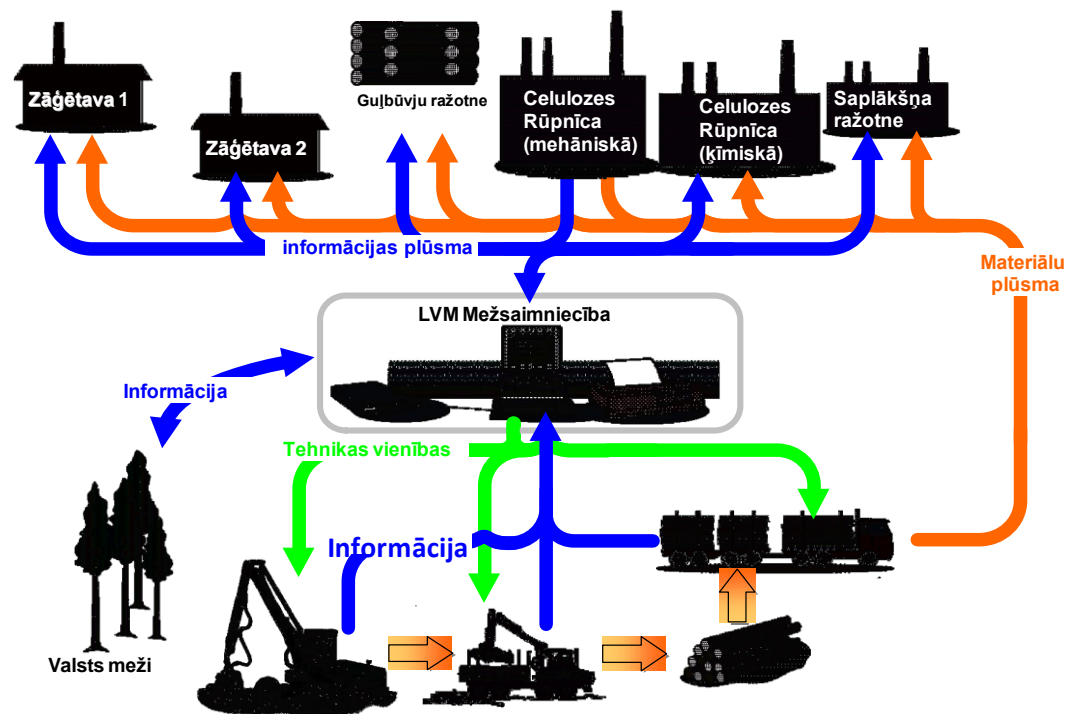 Zāģētava 1
Zāģētava 2
Guļbūvju ražotne
Celulozes
Rūpnīca
(mehāniskā)
Celulozes
Rūpnīca
(ķīmiskā)
Saplākšņa
ražotne
informācijas plūsma
Materiālu
plūsma
LVM Mežsaimniecība
Informācija
Tehnikas vienības
Informācija
Valsts meži